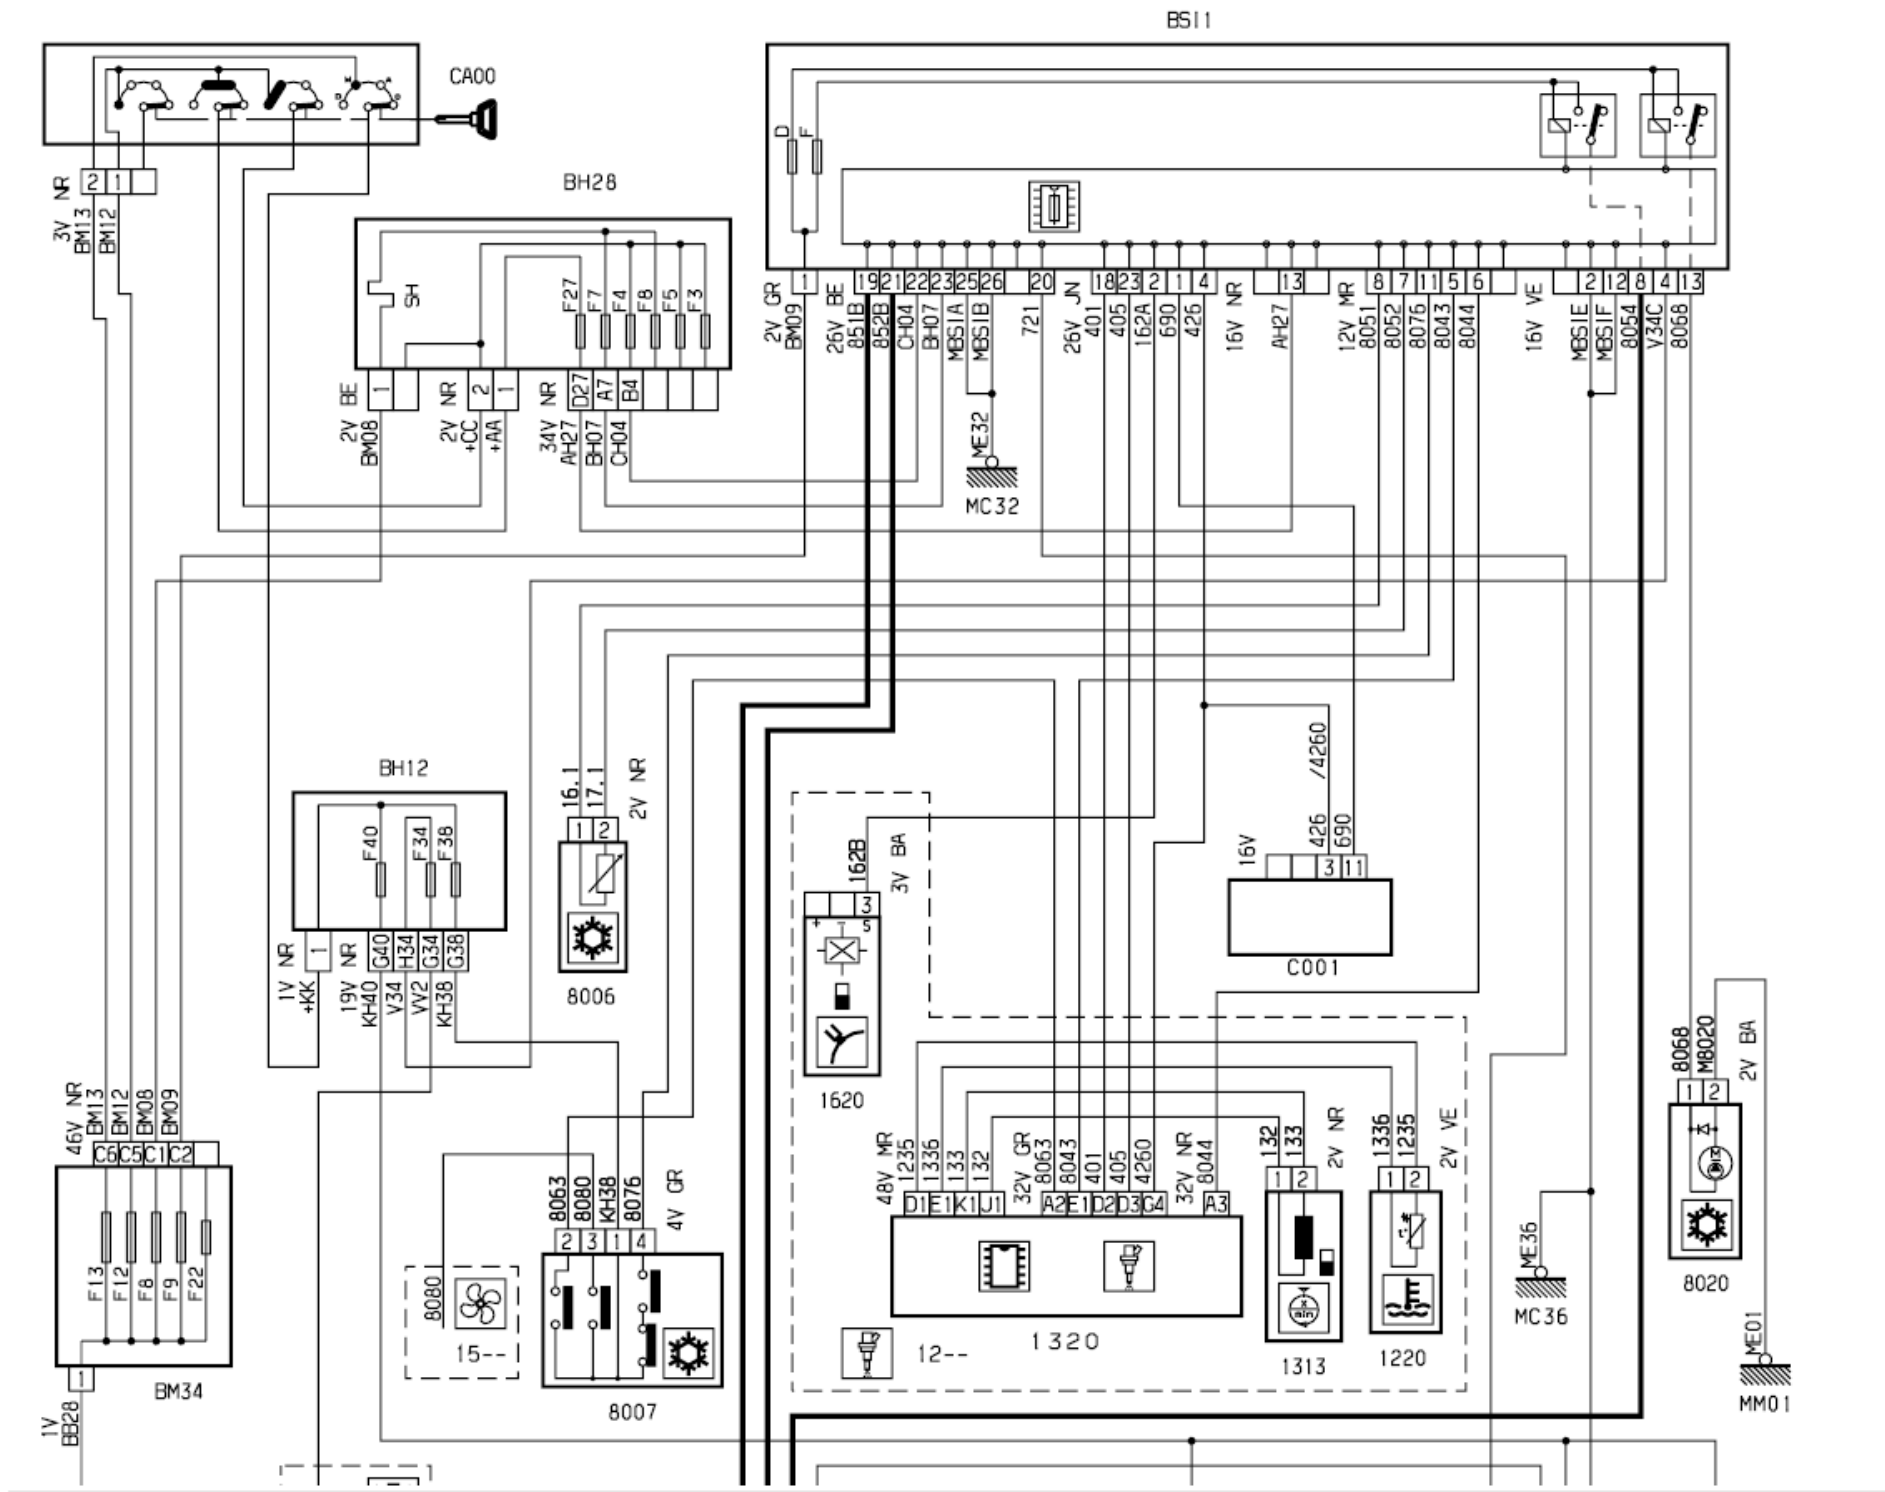 BSI1
CA00
H
A
D
2 1
3V NR
BM13
BM12
BH28
SH
F27
F7
F4
F8
F5
F3
1
2 1
D27 A7 B4
2V BE
BM08
2V NR
+CC
+AA
34V NR
AH27
BH07
CH04
D
F
1
19 21 22 23 25 26 20
18 23 2 1 4
13
8 7 11 5 6
2 12 8 4 13
2V GR
BM09
26V BE
851B
852B
CH04
BH07
MBSIA
MBSIB
721
26V JN
401
405
162A
690
426
16V NR
AH27
12V MR
8051
8052
8076
8043
8044
16V VE
MBSIE
MBSIF
8054
V34C
8068
ME32
MC32
BH12
F40
F34
F38
1
G40 H34 G34 G38
1V NR
+KK
19V NR
KH40
V34
VV2
KH38
16.1
17.1
2V NR
1 2
8006
162B
3V BA
3
+ - S
1620
/4260
16V
426
690
3 11
C001
46V NR
BM13
BM12
BM08
BM09
C6 C5 C1 C2
F13
F12
F8
F9
F22
1
BM34
1V
BB28
8063
8080
KH38
8076
4V GR
2 3 1 4
8080
15--
8007
48V MR
1235
1336
133
132
32V GR
8063
8043
401
405
4260
32V NR
8044
D1 E1 K1 J1
A2 E1 D2 D3 G4
A3
1320
12--
132
133
2V NR
1 2
x
min
1313
1336
1235
2V VE
1 2
t°
1220
8068
M8020
2V BA
1 2
8020
ME36
MC36
ME01
MM01